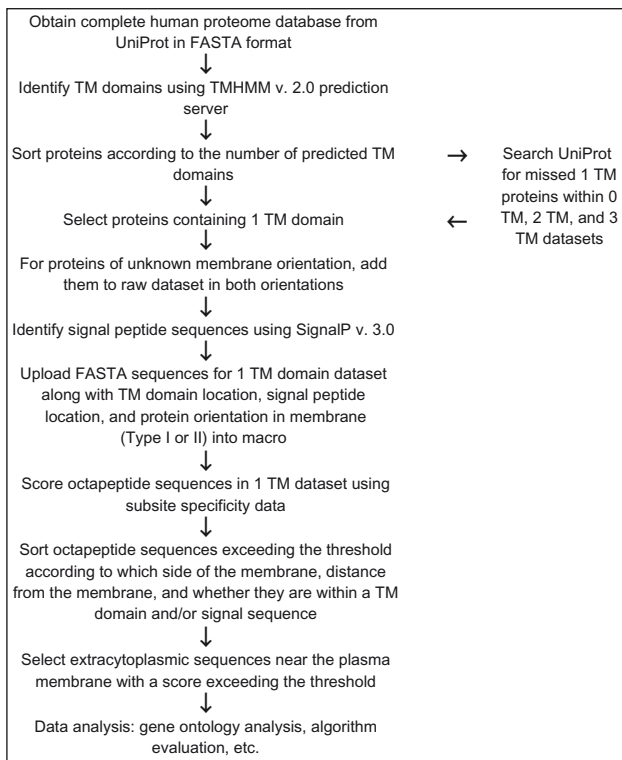 Obtain complete human proteome database from
UniProt in FASTA format
↓
Identify TM domains using TMHMM v. 2.0 prediction
server
↓
Sort proteins according to the number of predicted TM
domains
→
Search UniProt
for missed 1 TM
proteins within 0
TM, 2 TM, and 3
TM datasets
↓
←
Select proteins containing 1 TM domain
↓
For proteins of unknown membrane orientation, add
them to raw dataset in both orientations
↓
Identify signal peptide sequences using SignalP v. 3.0
↓
Upload FASTA sequences for 1 TM domain dataset
along with TM domain location, signal peptide
location, and protein orientation in membrane
(Type I or II) into macro
↓
Score octapeptide sequences in 1 TM dataset using
subsite specificity data
↓
Sort octapeptide sequences exceeding the threshold
according to which side of the membrane, distance
from the membrane, and whether they are within a TM
domain and/or signal sequence
↓
Select extracytoplasmic sequences near the plasma
membrane with a score exceeding the threshold
↓
Data analysis: gene ontology analysis, algorithm
evaluation, etc.